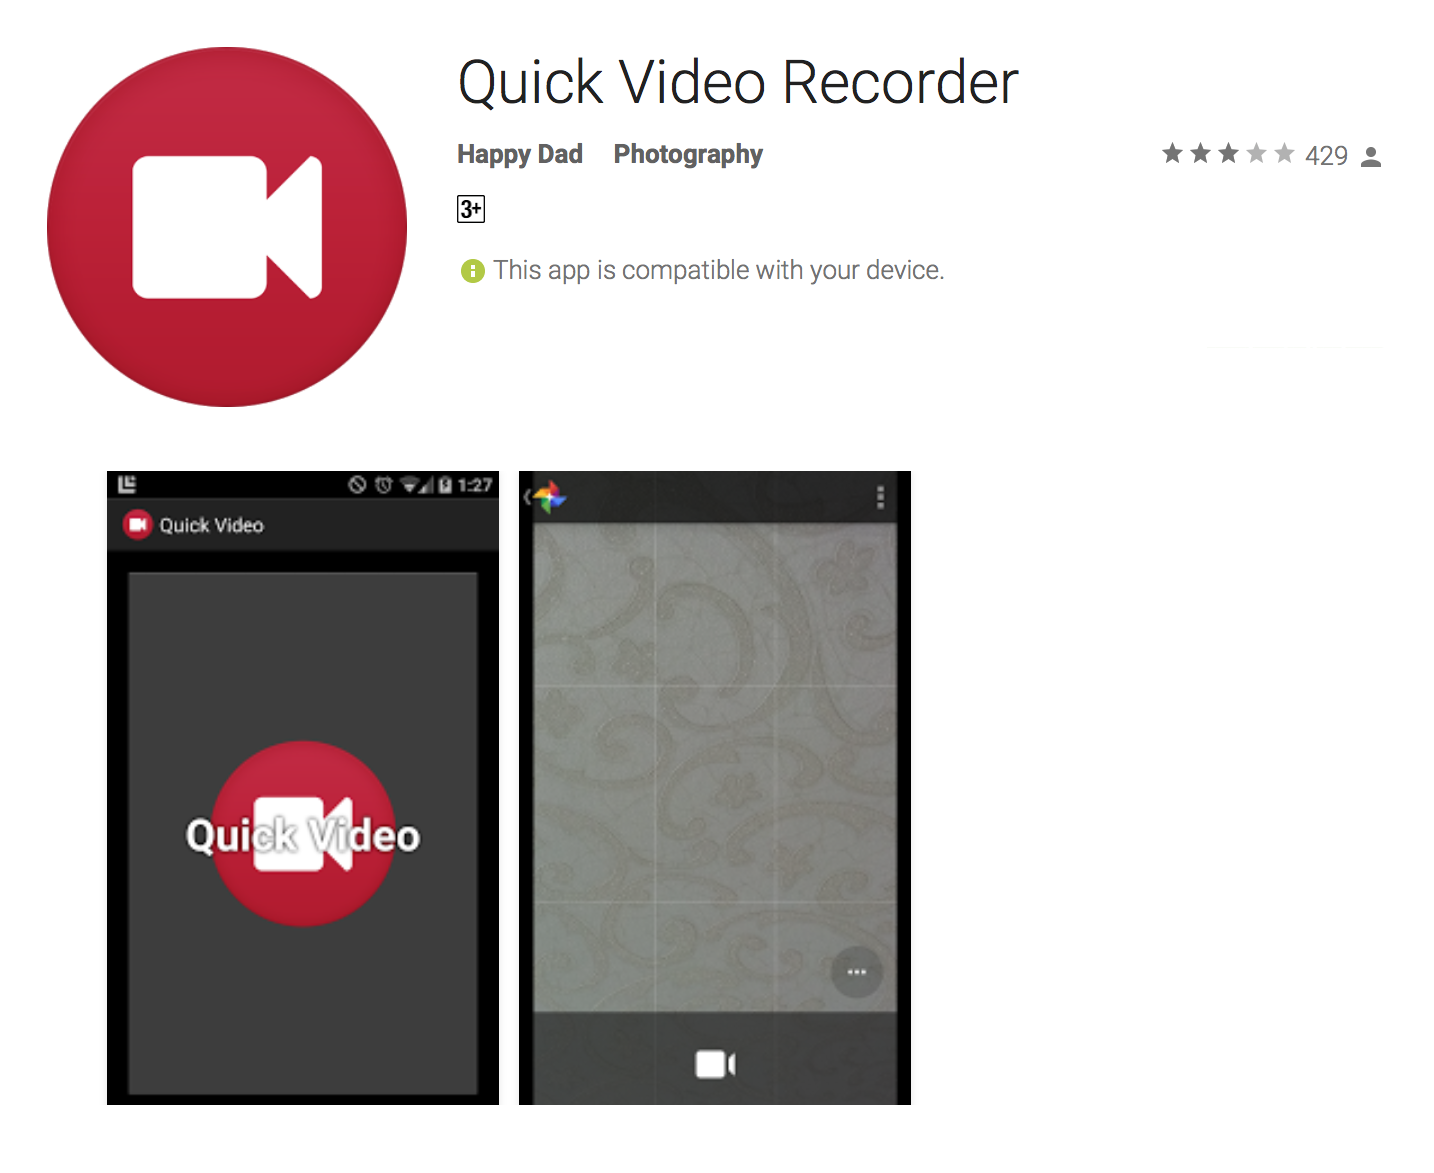 Quick Video Recorder
Happy Dad Photography 429
3+
This app is compatible with your device.
1:27
Quick Video
Quick Video